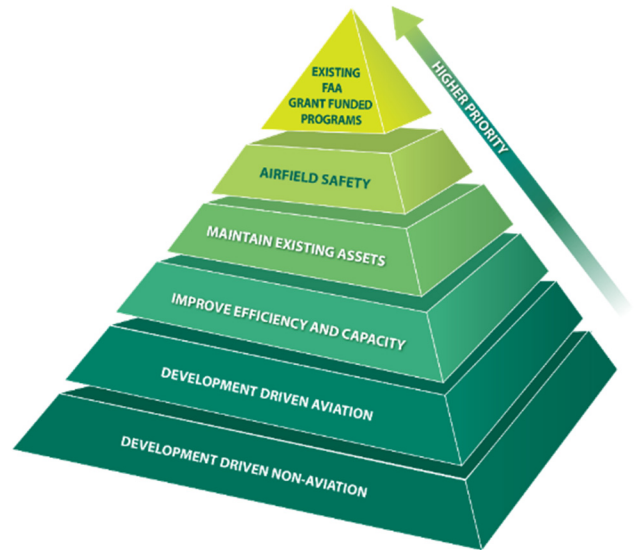 EXISTING
FAA
GRANT FUNDED
PROGRAMS
HIGHER PRIORITY
AIRFIELD SAFETY
MAINTAIN EXISTING ASSETS
IMPROVE EFFICIENCY AND CAPACITY
DEVELOPMENT DRIVEN AVIATION
DEVELOPMENT DRIVEN NON-AVIATION